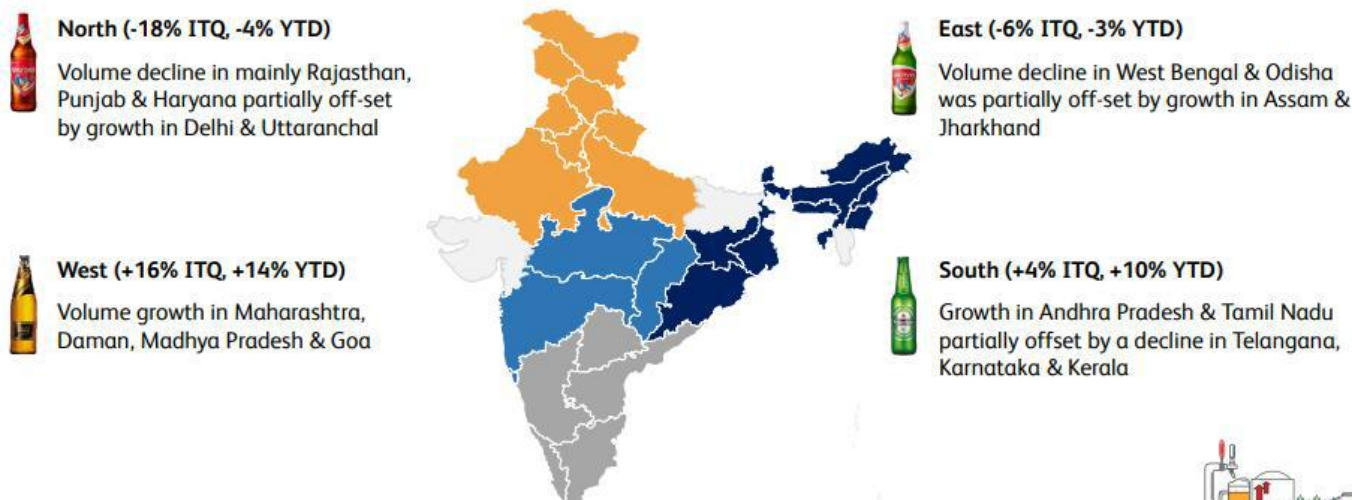 North (-18% ITQ, -4% YTD)
Volume decline in mainly Rajasthan,
Punjab & Haryana partially off-set
by growth in Delhi & Uttaranchal
East (-6% ITQ, -3% YTD)
Volume decline in West Bengal & Odisha
was partially off-set by growth in Assam &
Jharkhand
West (+16% ITQ, +14% YTD)
Volume growth in Maharashtra,
Daman, Madhya Pradesh & Goa
South (+4% ITQ, +10% YTD)
Growth in Andhra Pradesh & Tamil Nadu
partially offset by a decline in Telangana,
Karnataka & Kerala